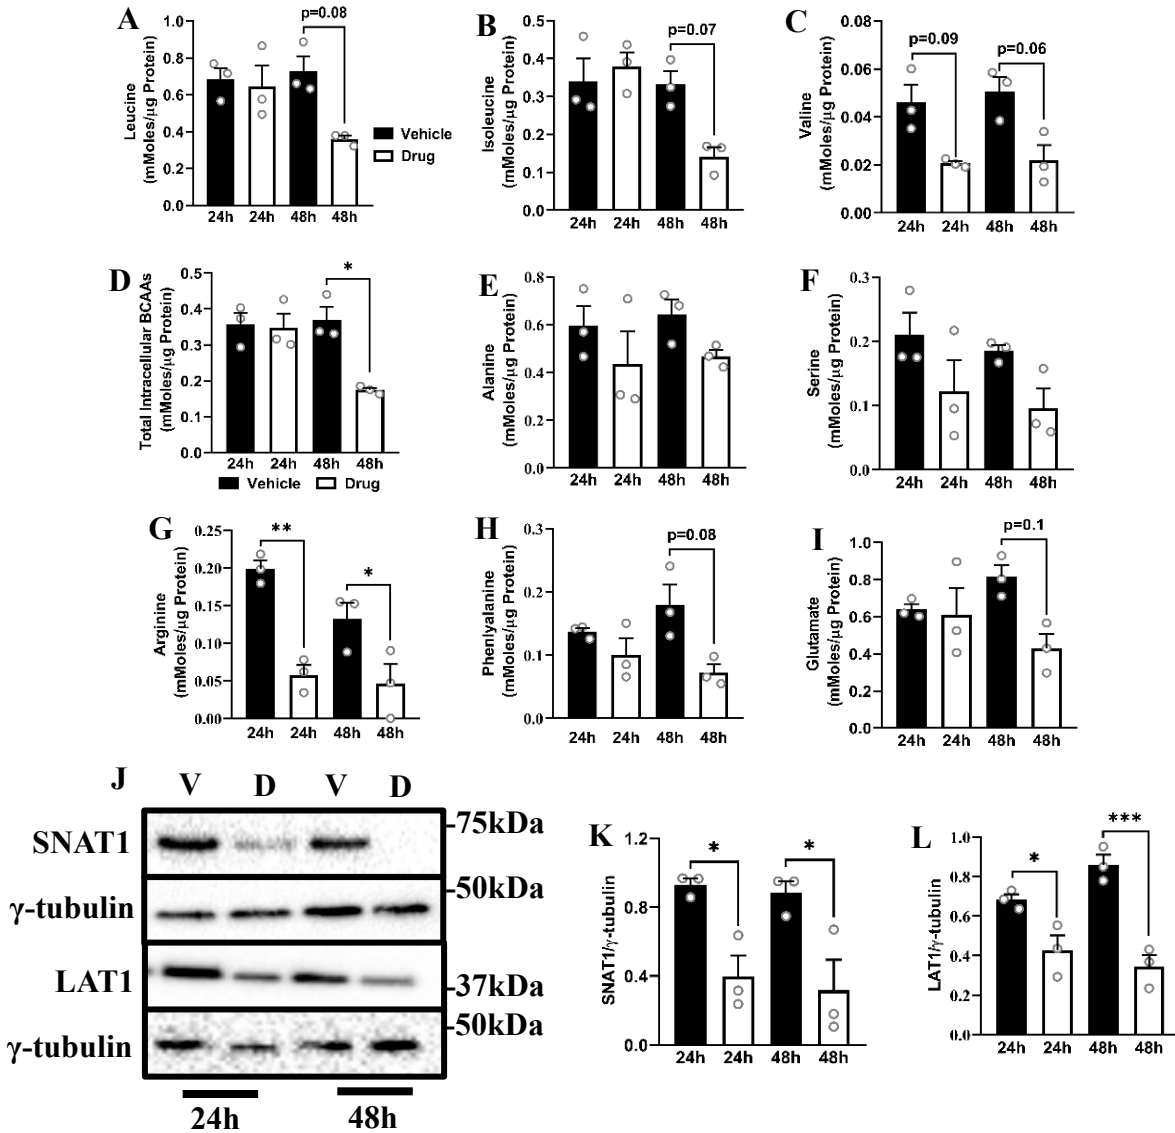 A
Leucine
(mMoles/µg Protein)
1.0
0.8
0.6
0.4
0.2
0.0
p=0.08
24h 24h 48h 48h
Vehicle
Drug
B
Isoleucine
(mMoles/µg Protein)
0.5
0.4
0.3
0.2
0.1
0.0
p=0.07
24h 24h 48h 48h
C
Valine
(mMoles/µg Protein)
0.08
0.06
0.04
0.02
0.00
p=0.09
p=0.06
24h 24h 48h 48h
D
Total Intracellular BCAAs
(mMoles/µg Protein)
0.5
0.4
0.3
0.2
0.1
0.0
*
24h 24h 48h 48h
Vehicle Drug
E
Alanine
(mMoles/µg Protein)
0.8
0.6
0.4
0.2
0.0
24h 24h 48h 48h
F
Serine
(mMoles/µg Protein)
0.3
0.2
0.1
0.0
24h 24h 48h 48h
G
Arginine
(mMoles/µg Protein)
0.25
0.20
0.15
0.10
0.05
0.00
**
*
24h 24h 48h 48h
H
Phenlyalanine
(mMoles/µg Protein)
0.3
0.2
0.1
0.0
p=0.08
24h 24h 48h 48h
I
Glutamate
(mMoles/µg Protein)
1.0
0.8
0.6
0.4
0.2
0.0
p=0.1
24h 24h 48h 48h
J
V D V D
SNAT1
-75kDa
γ-tubulin
-50kDa
LAT1
-37kDa
γ-tubulin
-50kDa
24h 48h
K
SNAT1/γ-tubulin
1.2
0.9
0.4
0.0
*
*
24h 24h 48h 48h
L
LAT1/γ-tubulin
1.0
0.8
0.6
0.4
0.2
0.0
*
***
24h 24h 48h 48h